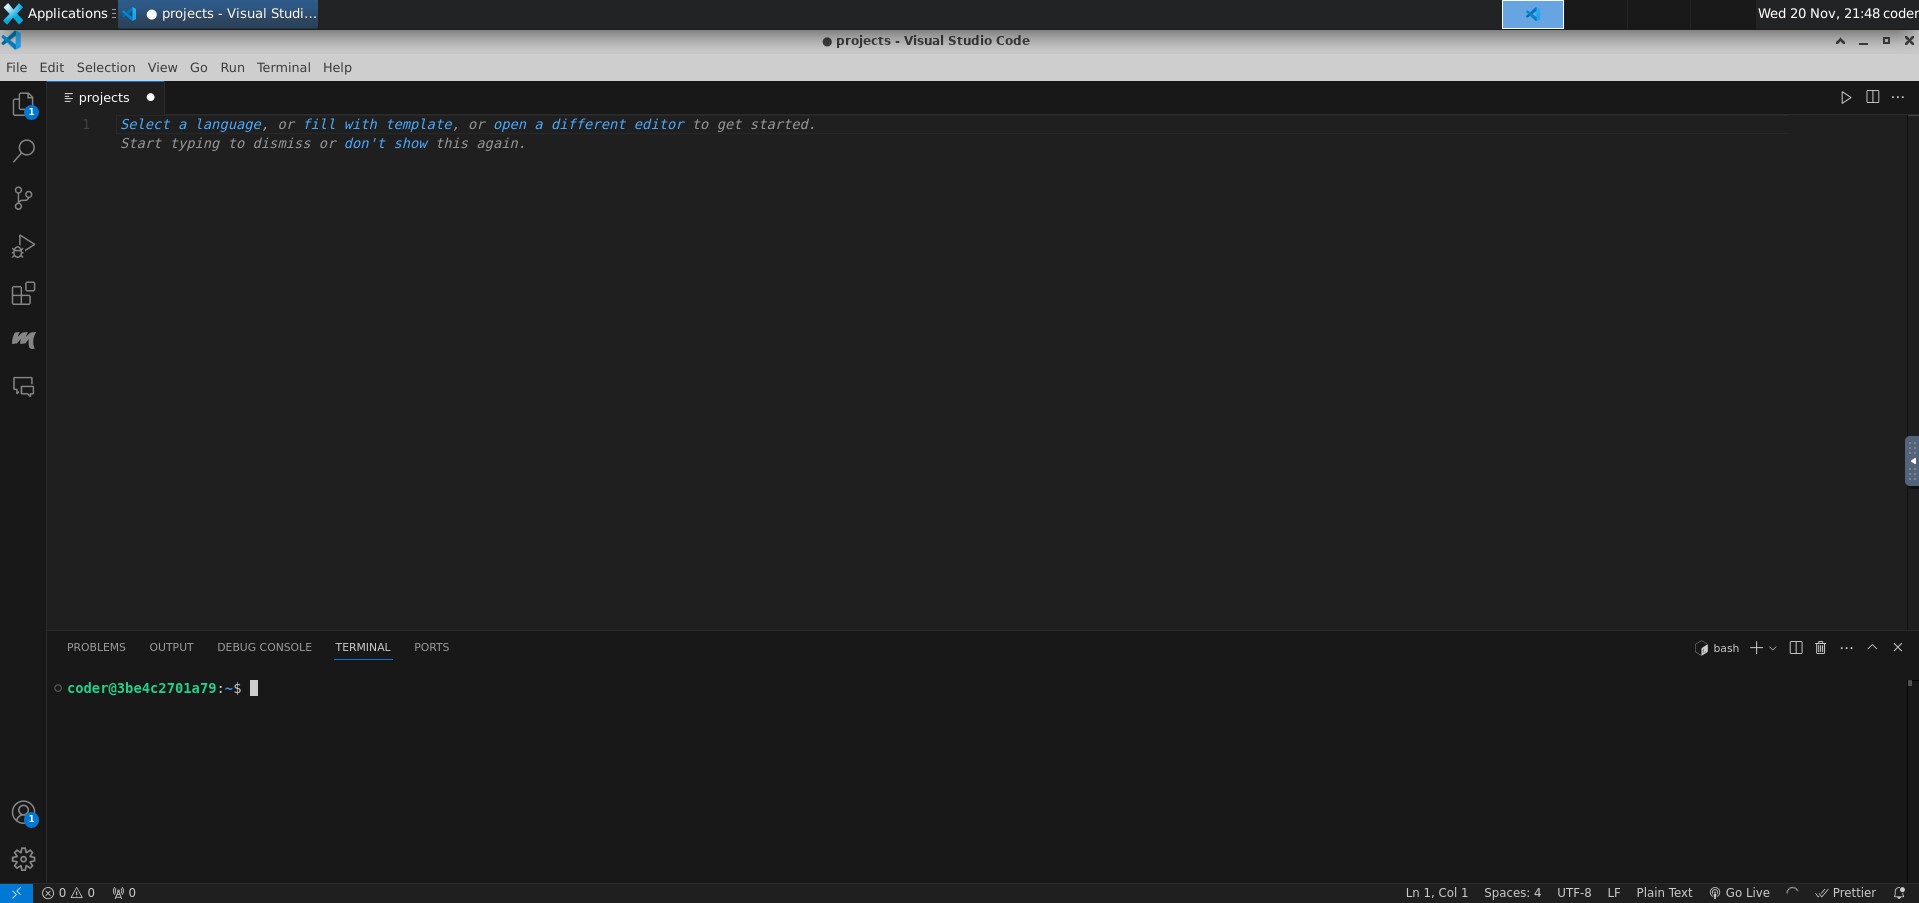 Applications
● projects - Visual Studi...
Wed 20 Nov, 21:48 coder
● projects - Visual Studio Code
File Edit Selection View Go Run Terminal Help
1
projects ●
1 Select a language, or fill with template, or open a different editor to get started.
Start typing to dismiss or don't show this again.
PROBLEMS OUTPUT DEBUG CONSOLE TERMINAL PORTS
bash
coder@3be4c2701a79:~$
1
0 0 0
Ln 1, Col 1 Spaces: 4 UTF-8 LF Plain Text Go Live Prettier